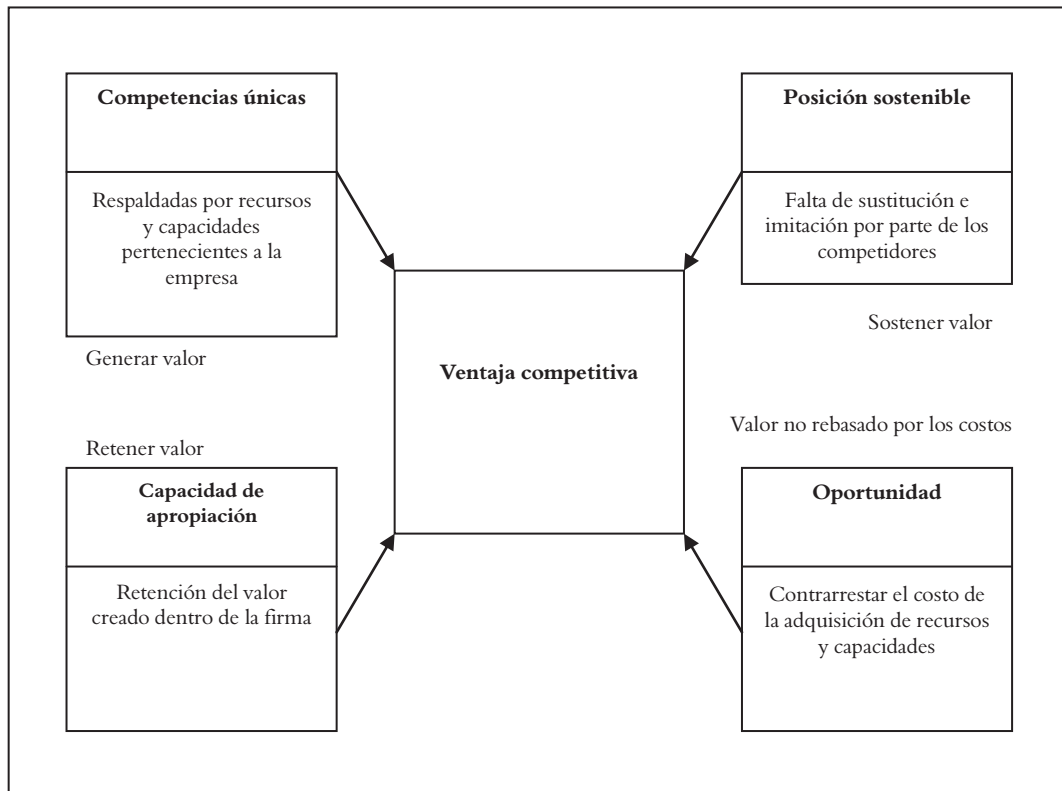 Competencias únicas
Respaldadas por recursos
y capacidades
pertenecientes a la
empresa
Generar valor
Posición sostenible
Falta de sustitución e
imitación por parte de los
competidores
Sostener valor
Ventaja competitiva
Retener valor
Capacidad de
apropiación
Retención del valor
creado dentro de la firma
Valor no rebasado por los costos
Oportunidad
Contrarrestar el costo de
la adquisición de recursos
y capacidades